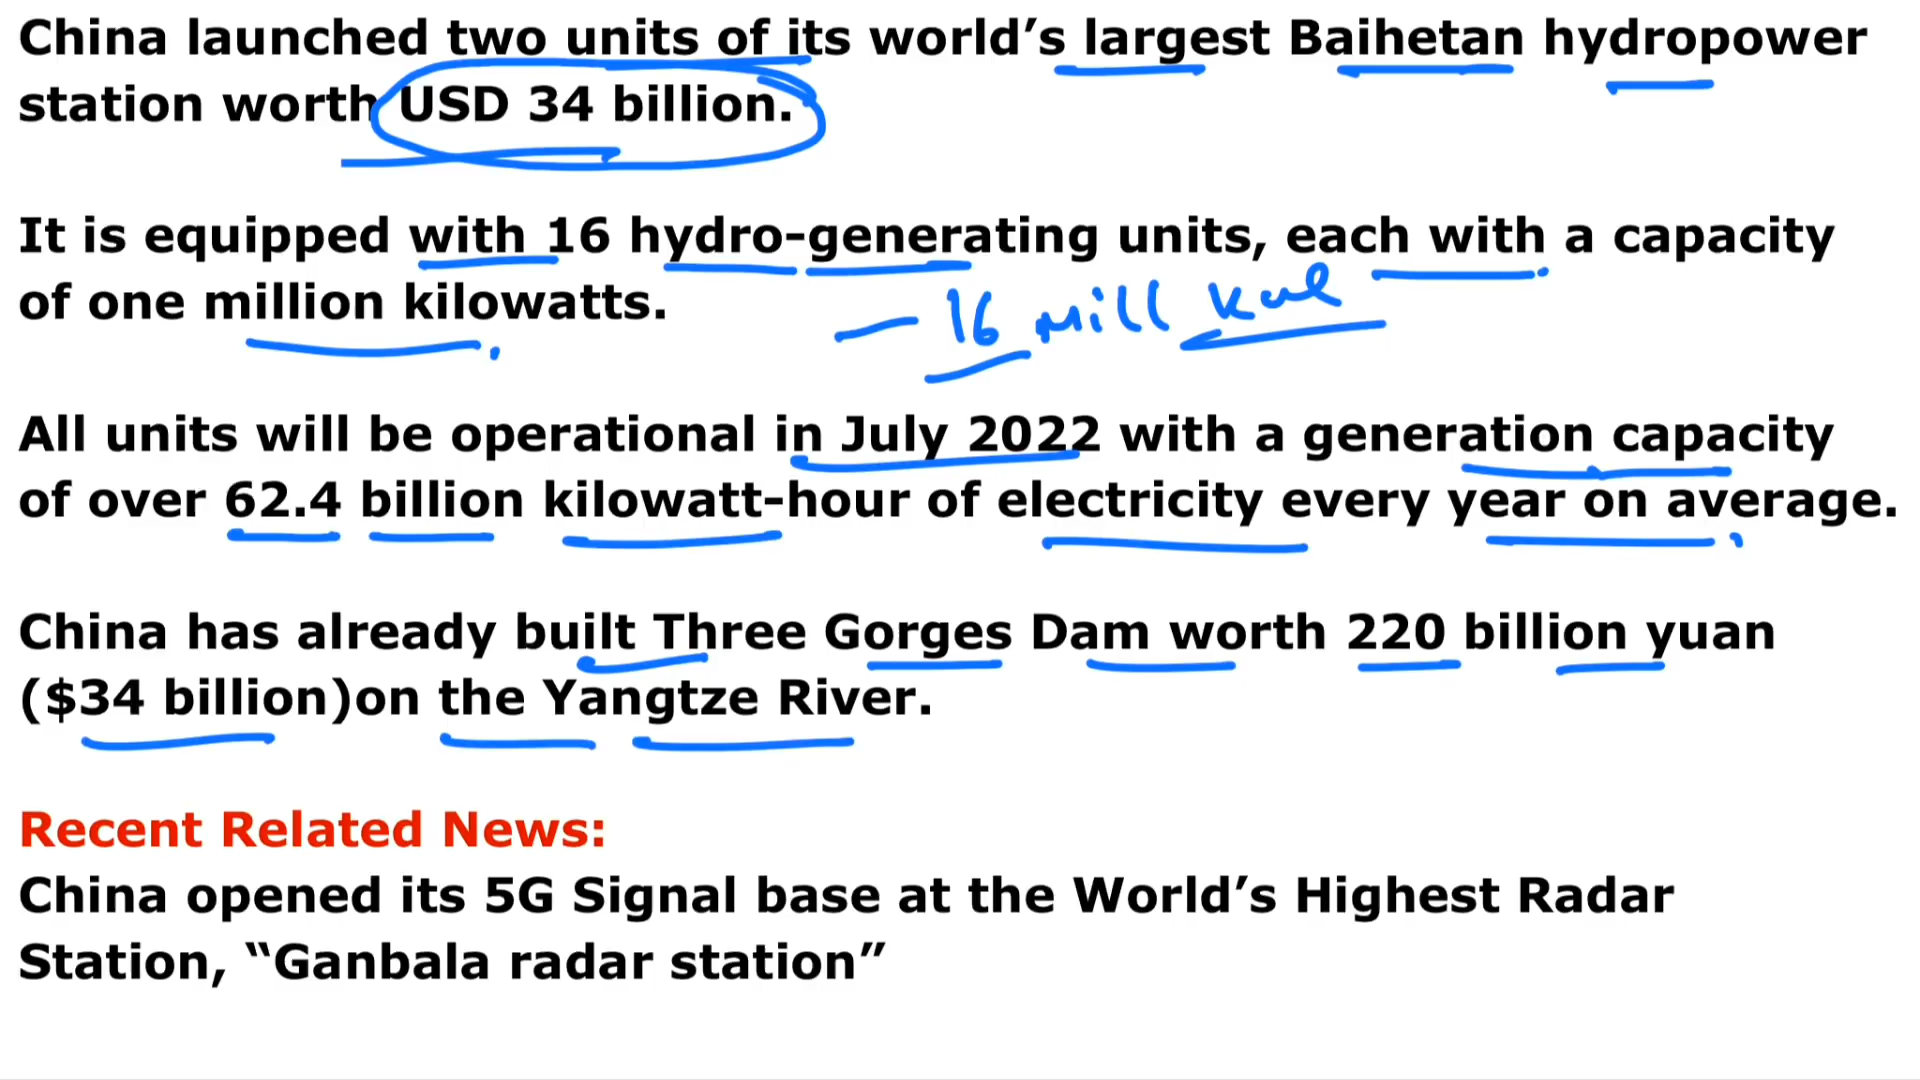 China launched two units of its world’s largest Baihetan hydropower
station worth USD 34 billion.
It is equipped with 16 hydro-generating units, each with a capacity
of one million kilowatts.
– 16 mill
All units will be operational in July 2022 with a generation capacity
of over 62.4 billion kilowatt-hour of electricity every year on average.
China has already built Three Gorges Dam worth 220 billion yuan
($34 billion)on the Yangtze River.
Recent Related News:
China opened its 5G Signal base at the World’s Highest Radar
Station, “Ganbala radar station”